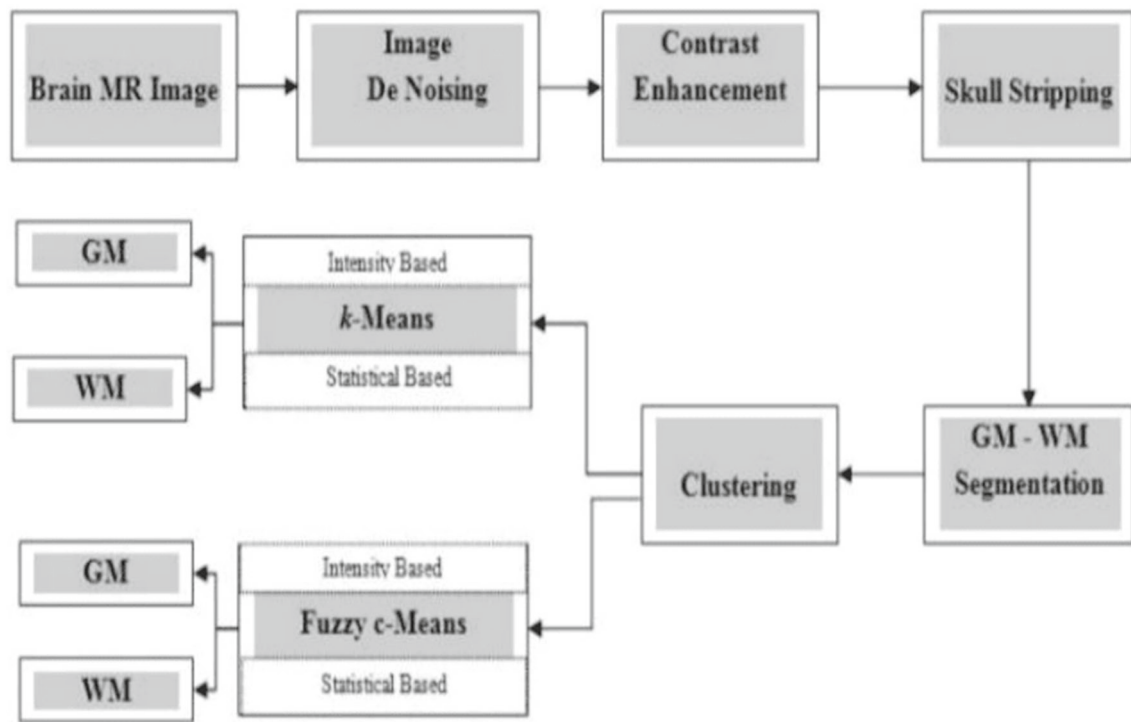 Brain MR Image
Image
De Noising
Contrast
Enhancement
Skull Stripping
GM - WM
Segmentation
Clustering
Intensity Based
k-Means
Statistical Based
GM
WM
Intensity Based
Fuzzy c-Means
Statistical Based
GM
WM